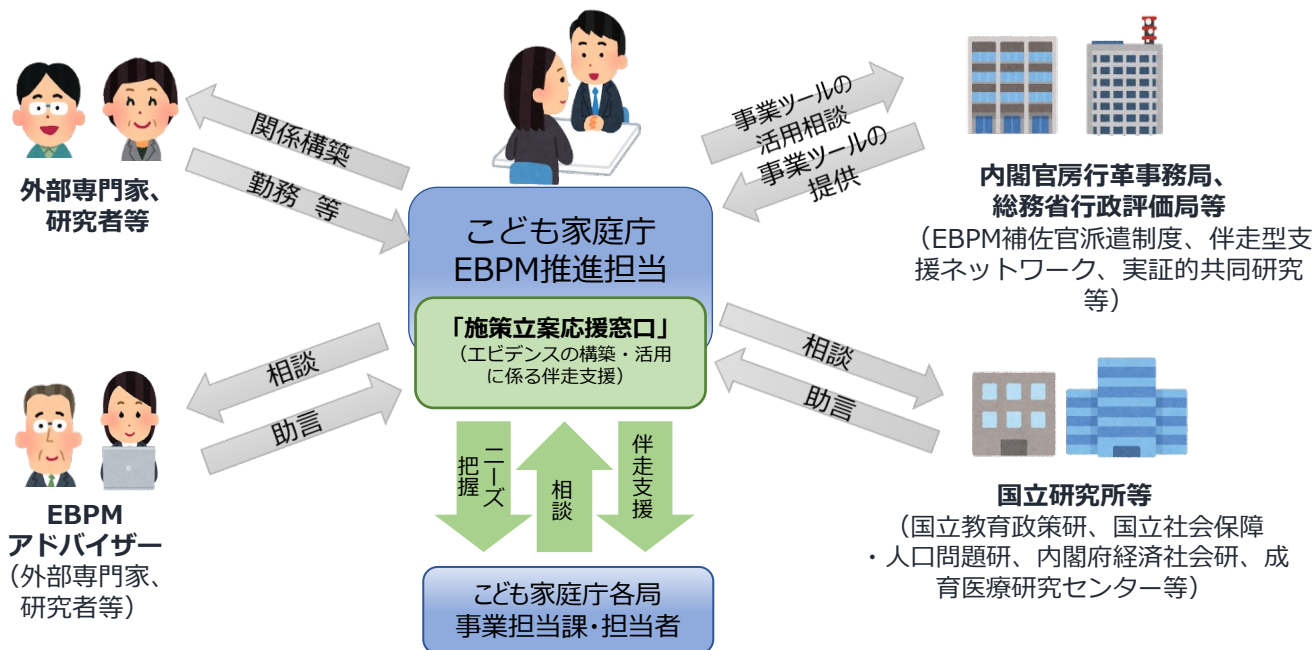 関係構築
勤務 等
外部専門家、
研究者等
事業ツールの
活用相談
事業ツールの
提供
内閣官房行革事務局、
総務省行政評価局等
（EBPM補佐官派遣制度、伴走型支
援ネットワーク、実証的共同研究
等）
こども家庭庁
EBPM推進担当
「施策立案応援窓口」
（エビデンスの構築・活用
に係る伴走支援）
相談
助言
EBPM
アドバイザー
（外部専門家、
研究者等）
相談
助言
国立研究所等
（国立教育政策研、国立社会保障
・人口問題研、内閣府経済社会研、成
育医療研究センター等）
ニーズ
把握
相談
伴走支援
こども家庭庁各局
事業担当課・担当者